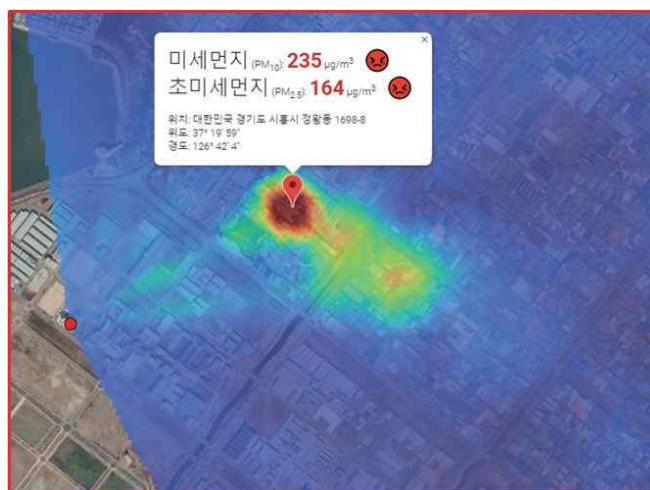 미세먼지 (PM10): 235 μg/m³
초미세먼지 (PM2.5): 164 μg/m³
위치: 대한민국 경기도 시흥시 정왕동 1698-8
위도: 37° 19' 59"
경도: 126° 42' 4"